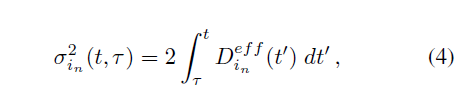 σ²_{i_n}(t, τ) = 2 ∫_τ^t D^{eff}_{i_n}(t′) dt′ , (4)